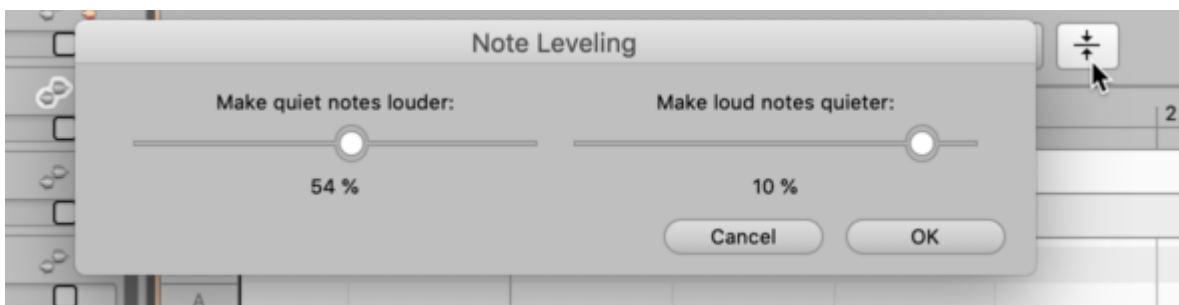 Note Leveling
Make quiet notes louder: Make loud notes quieter:
2
54 % 10 %
Cancel OK
A